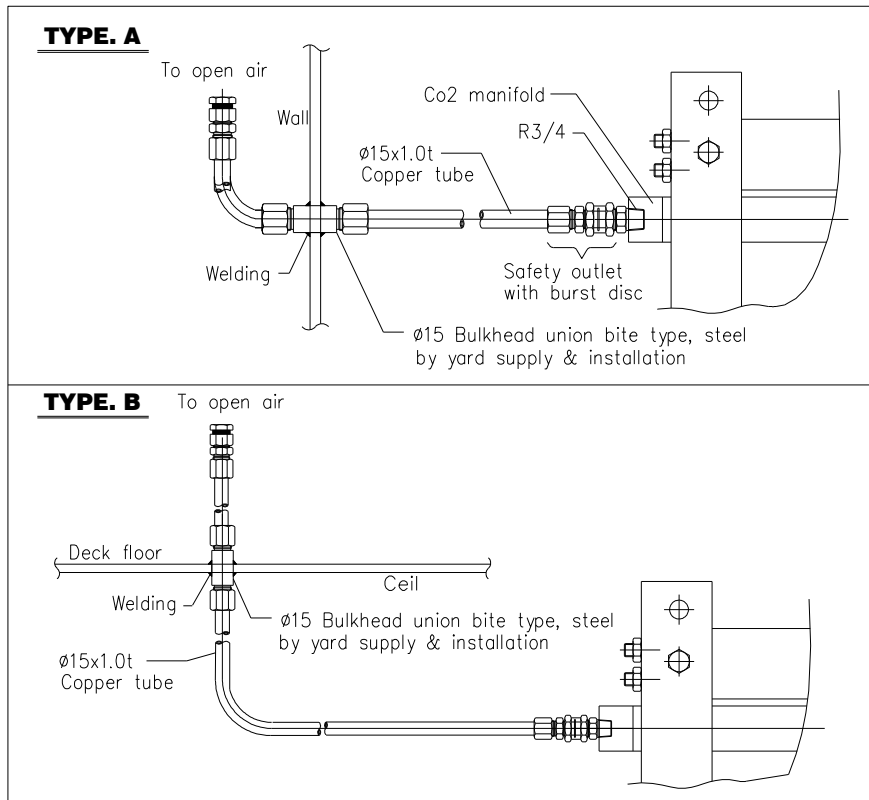 TYPE. A
To open air
Wall
Co2 manifold
R3/4
ø15x1.0t
Copper tube
Welding
Safety outlet
with burst disc
ø15 Bulkhead union bite type, steel
by yard supply & installation
TYPE. B
To open air
Deck floor
Ceil
Welding
ø15 Bulkhead union bite type, steel
by yard supply & installation
ø15x1.0t
Copper tube